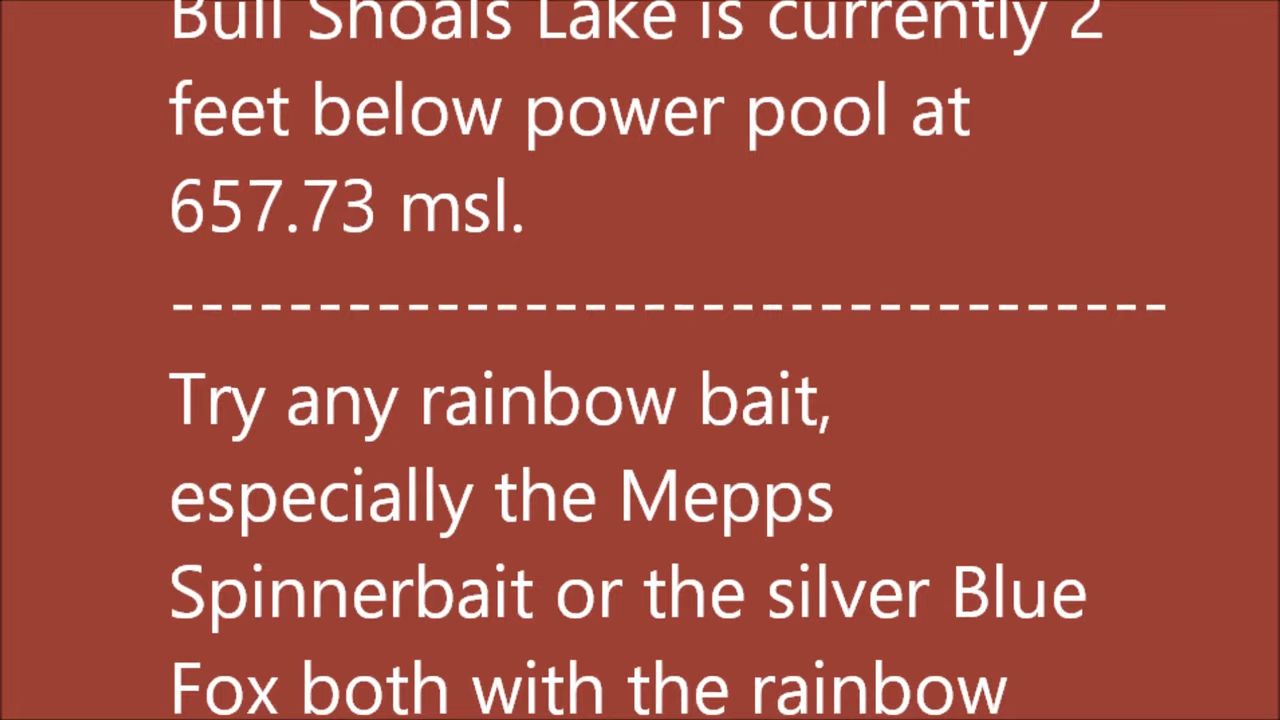 Bull Shoals Lake is currently 2
feet below power pool at
657.73 msl.
----------------------------------
Try any rainbow bait,
especially the Mepps
Spinnerbait or the silver Blue
Fox both with the rainbow